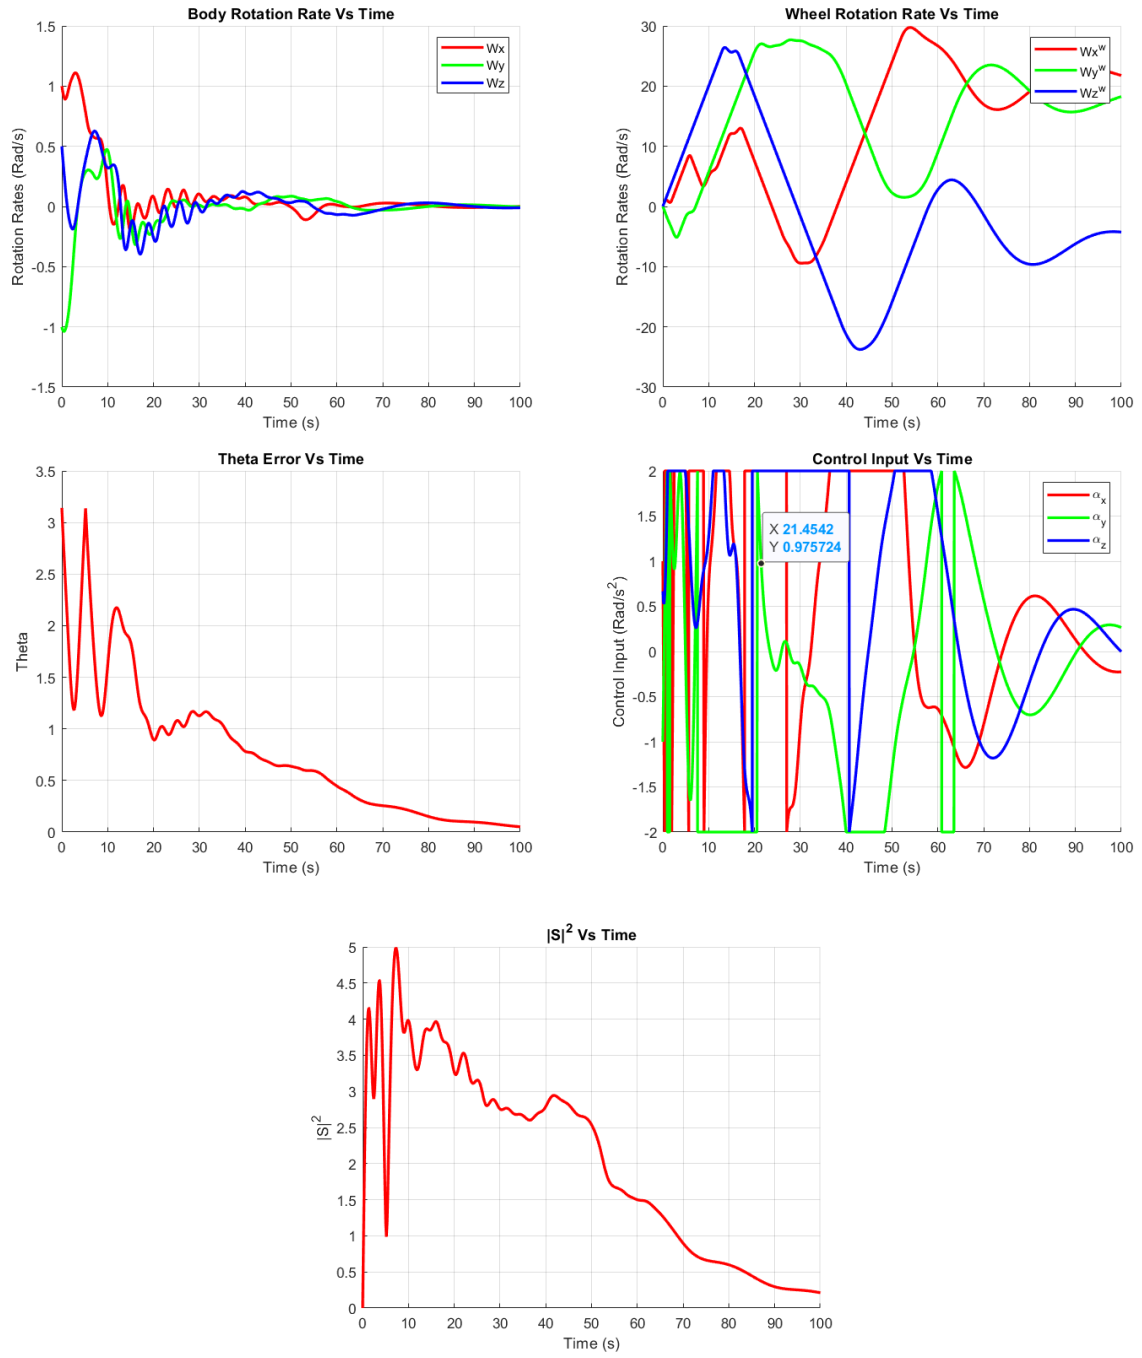 Body Rotation Rate Vs Time
Rotation Rates (Rad/s)
1.5
1
0.5
0
-0.5
-1
-1.5
Wx
Wy
Wz
0 10 20 30 40 50 60 70 80 90 100
Time (s)
Wheel Rotation Rate Vs Time
Rotation Rates (Rad/s)
30
20
10
0
-10
-20
-30
Wx^w
Wy^w
Wz^w
0 10 20 30 40 50 60 70 80 90 100
Time (s)
Theta Error Vs Time
Theta
3.5
3
2.5
2
1.5
1
0.5
0
0 10 20 30 40 50 60 70 80 90 100
Time (s)
Control Input Vs Time
Control Input (Rad/s^2)
2
1.5
1
0.5
0
-0.5
-1
-1.5
-2
α_x
α_y
α_z
X 21.4542
Y 0.975724
0 10 20 30 40 50 60 70 80 90 100
Time (s)
|S|^2 Vs Time
|S|^2
5
4.5
4
3.5
3
2.5
2
1.5
1
0.5
0
0 10 20 30 40 50 60 70 80 90 100
Time (s)